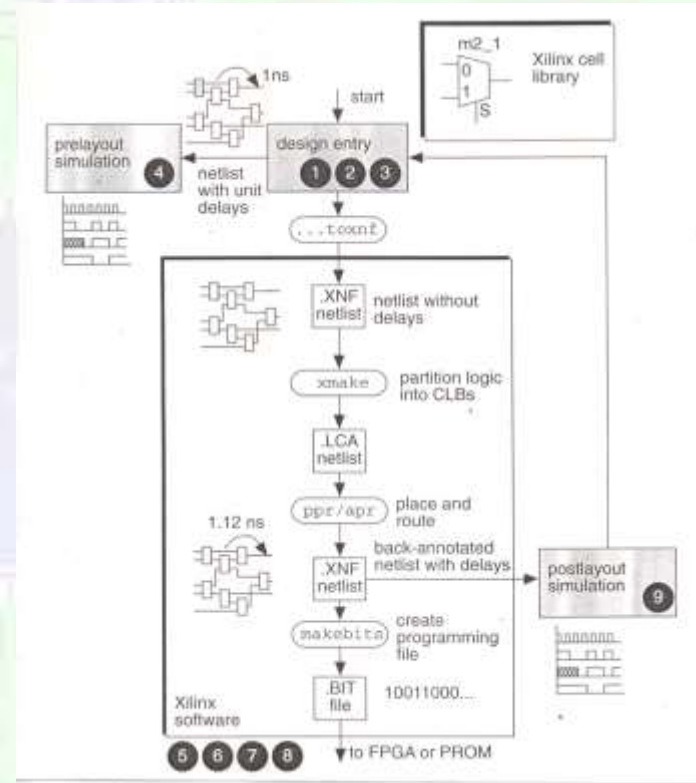 m2_1
0
1
S
Xilinx cell
library
1ns
start
prelayout
simulation
4
design entry
1 2 3
netlist
with unit
delays
...toxnf
.XNF
netlist
netlist without
delays
xmake
partition logic
into CLBs
.LCA
netlist
ppr/apr
place and
route
1.12 ns
back-annotated
netlist with delays
.XNF
netlist
postlayout
simulation
9
makebits
create
programming
file
.BIT
file
10011000...
Xilinx
software
5 6 7 8
to FPGA or PROM